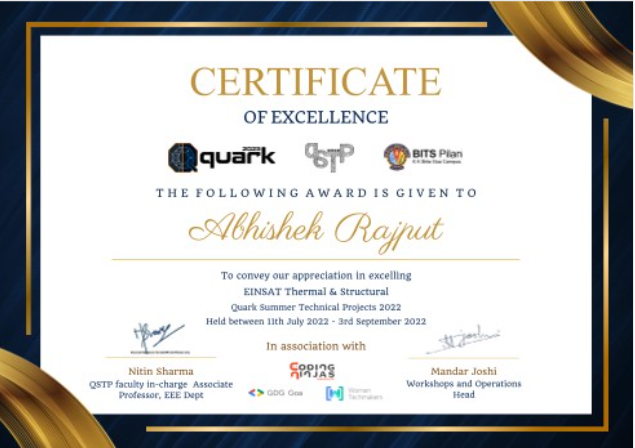 CERTIFICATE
OF EXCELLENCE
quark 2023 QSTP BITS Pilani
K K Birla Goa Campus
THE FOLLOWING AWARD IS GIVEN TO
Abhishek Rajput
To convey our appreciation in excelling
EINSAT Thermal & Structural
Quark Summer Technical Projects 2022
Held between 11th July 2022 - 3rd September 2022
In association with
CODING NINJAS
GDG Goa
Women Techmakers
Nitin Sharma
QSTP faculty in-charge Associate
Professor, EEE Dept
Mandar Joshi
Workshops and Operations
Head